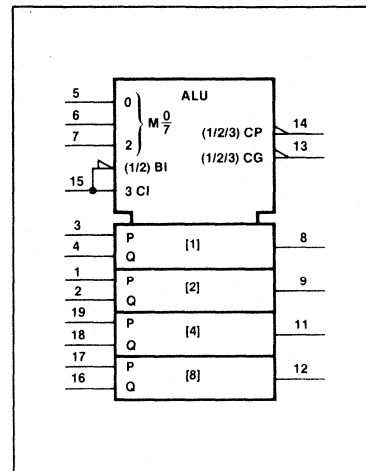 ALU
5 0
6 M 0/7
7 2
(1/2/3) CP 14
(1/2/3) CG 13
(1/2) BI
15 3 CI
3 P [1] 8
4 Q
1 P [2] 9
2 Q
19 P [4] 11
18 Q
17 P [8] 12
16 Q